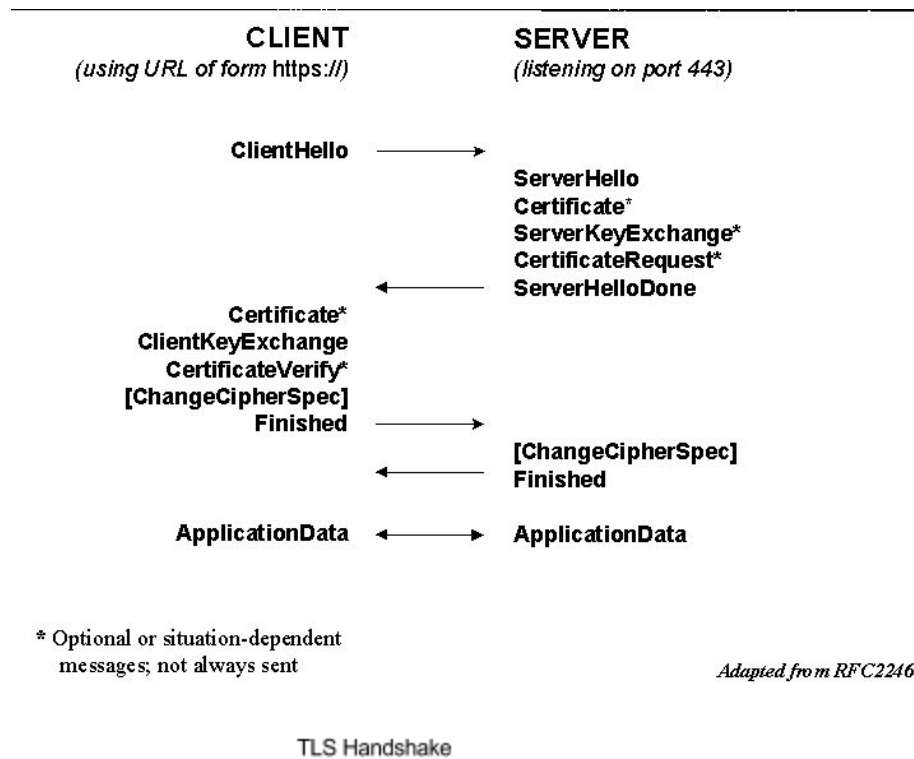 CLIENT SERVER
(using URL of form https://) (listening on port 443)
ClientHello
ServerHello
Certificate*
ServerKeyExchange*
CertificateRequest*
ServerHelloDone
Certificate*
ClientKeyExchange
CertificateVerify*
[ChangeCipherSpec]
Finished
[ChangeCipherSpec]
Finished
ApplicationData ApplicationData
* Optional or situation-dependent
messages; not always sent
Adapted from RFC2246
TLS Handshake